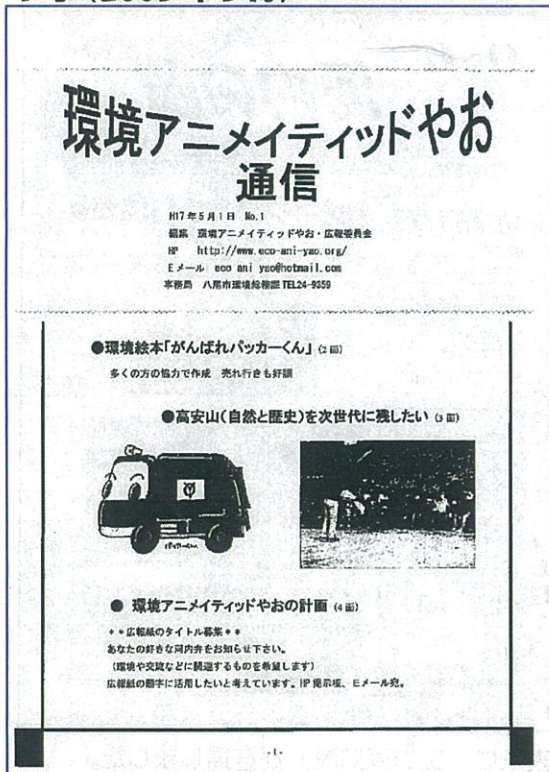 環境アニメイティッドやお
通信
H17年5月1日 No.1
編集 環境アニメイティッドやお・広報委員会
HP http://www.eco-ani-yao.org/
Eメール eco ani yao@hotmail.com
事務局 八尾市環境総務課 TEL24-9359
●環境絵本「がんばれパッカーくん」(2面)
多くの方の協力で作成 売れ行きも好調
●高安山(自然と歴史)を次世代に残したい(3面)
パッカーくん
● 環境アニメイティッドやおの計画(4面)
**広報紙のタイトル募集**
あなたの好きな河内弁をお知らせ下さい。
(環境や交流などに関連するものを希望します)
広報紙の題字に活用したいと考えています。HP掲示板、Eメール宛。
-1-